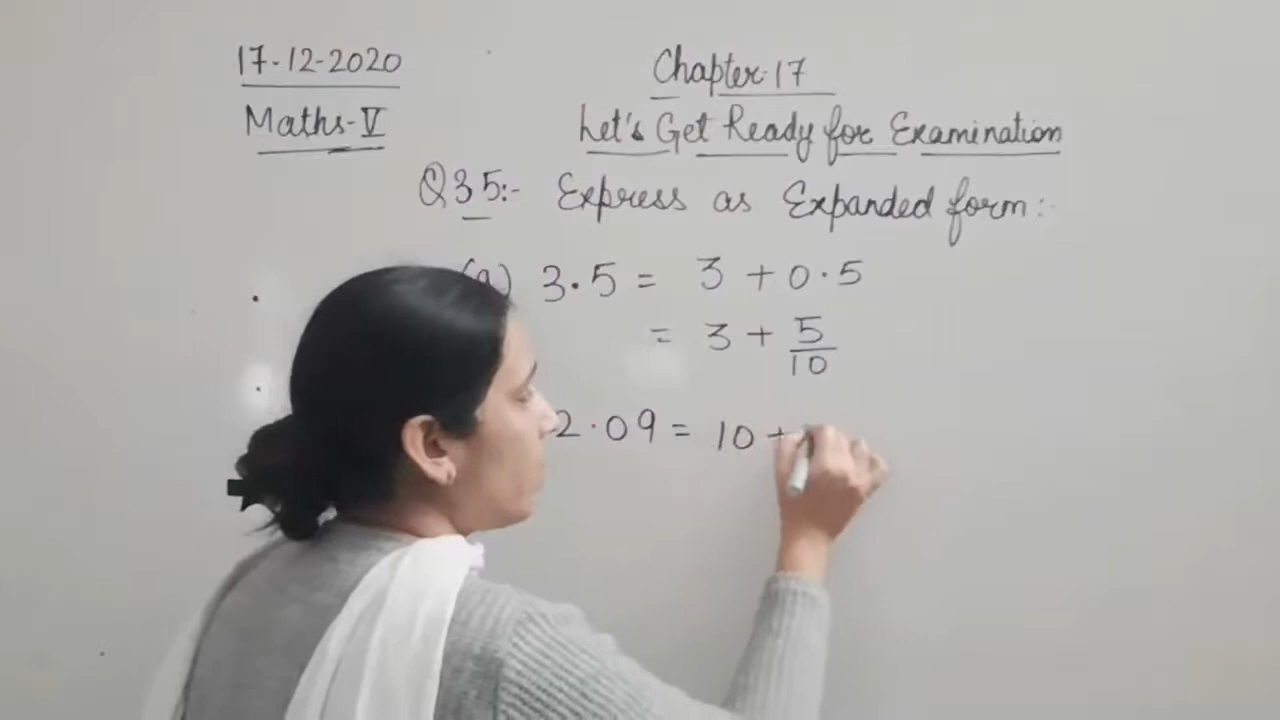 17-12-2020
Chapter-17
Maths-V
Let's Get Ready for Examination
Q35:- Express as Expanded form:
(a) 3.5 = 3 + 0.5
= 3 + 5/10
2.09 = 10 +